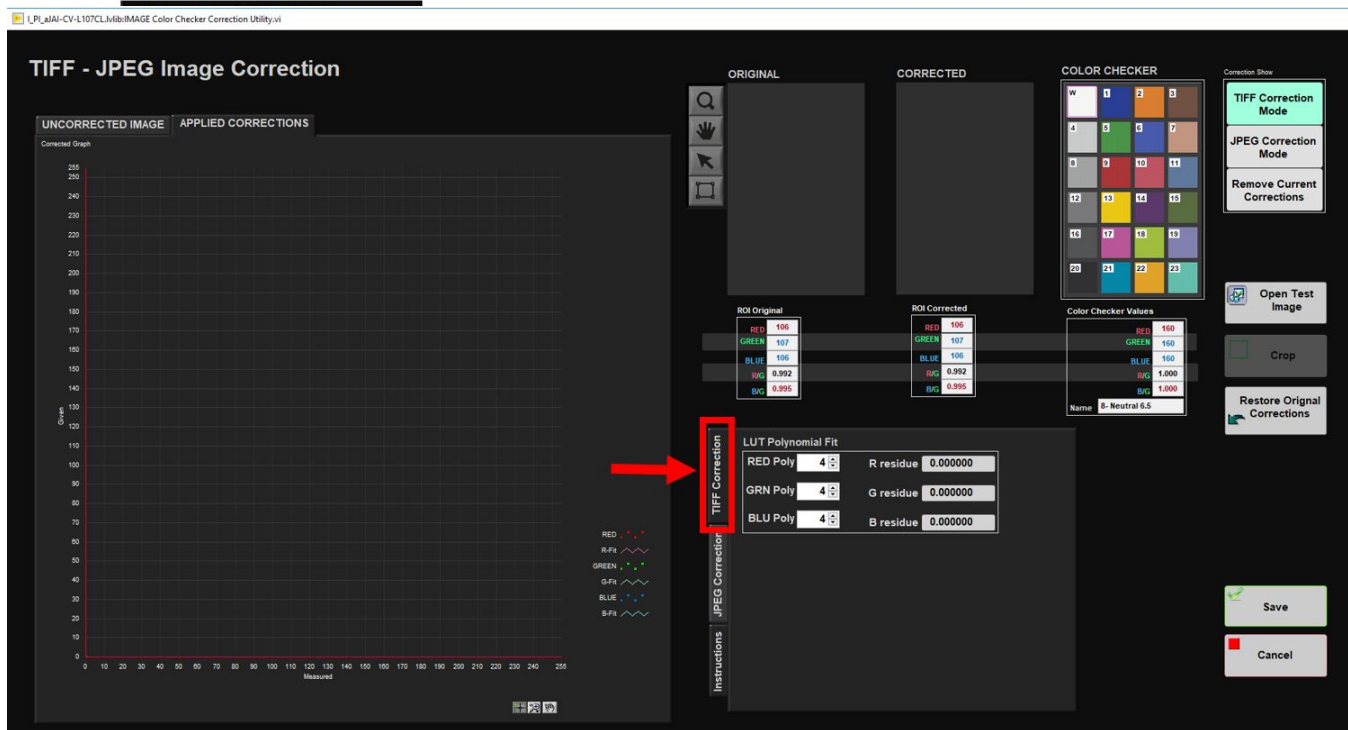 I_PI_aJAI-CV-L107CL.lvlib:IMAGE Color Checker Correction Utility.vi
TIFF - JPEG Image Correction
UNCORRECTED IMAGE
APPLIED CORRECTIONS
Corrected Graph
255
250
240
230
220
210
200
190
180
170
160
150
140
130
120
110
100
90
80
70
60
50
40
30
20
10
0
Given
0 10 20 30 40 50 60 70 80 90 100 110 120 130 140 150 160 170 180 190 200 210 220 230 240 255
Measured
RED
R-Fit
GREEN
G-Fit
BLUE
B-Fit
ORIGINAL
CORRECTED
COLOR CHECKER
W 1 2 3
4 5 6 7
8 9 10 11
12 13 14 15
16 17 18 19
20 21 22 23
ROI Original
RED 106
GREEN 107
BLUE 106
R/G 0.992
B/G 0.995
ROI Corrected
RED 106
GREEN 107
BLUE 106
R/G 0.992
B/G 0.995
Color Checker Values
RED 160
GREEN 160
BLUE 160
R/G 1.000
B/G 1.000
Name 8- Neutral 6.5
TIFF Correction
JPEG Correction
Instructions
LUT Polynomial Fit
RED Poly 4 R residue 0.000000
GRN Poly 4 G residue 0.000000
BLU Poly 4 B residue 0.000000
Correction Show
TIFF Correction
Mode
JPEG Correction
Mode
Remove Current
Corrections
Open Test
Image
Crop
Restore Orignal
Corrections
Save
Cancel